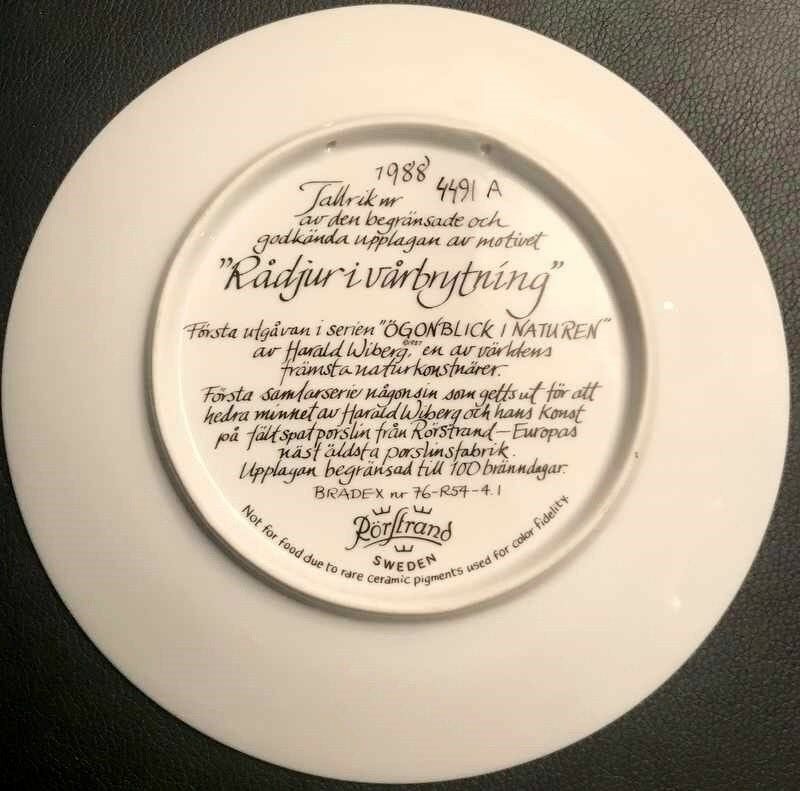 1988
Tallrik nr 4491 A
av den begränsade och
godkända upplagan av motivet
"Rådjur i vårbrytning"
Första utgåvan i serien "ÖGONBLICK I NATUREN"
av Harald Wiberg, ©1987 en av världens
främsta naturkonstnärer.
Första samlarserie någonsin som getts ut för att
hedra minnet av Harald Wiberg och hans konst
på fältspatporslin från Rörstrand—Europas
näst äldsta porslinsfabrik.
Upplagan begränsad till 100 bränndagar.
BRADEX nr 76-R54-4.1
Rörstrand
SWEDEN
Not for food due to rare ceramic pigments used for color fidelity.